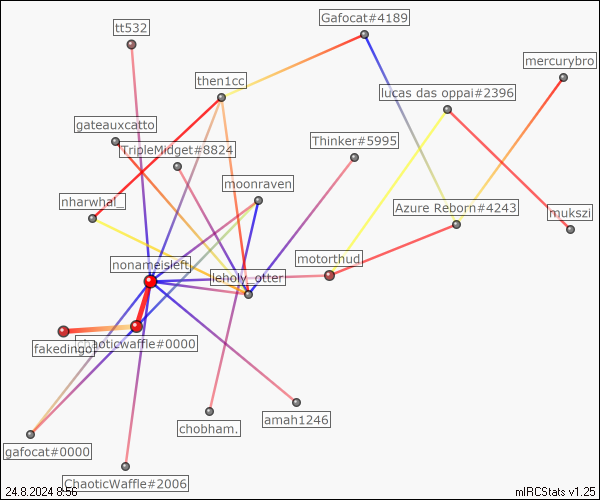 Gafocat#4189
tt532
mercurybro
then1cc
lucas das oppai#2396
gateauxcatto
Thinker#5995
TripleMidget#8824
moonraven
nharwhal_
Azure Reborn#4243
mukszi
motorthud
nonameisleft
leholy_otter
fakedingo
chaoticwaffle#0000
amah1246
chobham.
gafocat#0000
ChaoticWaffle#2006
24.8.2024 8:56
mIRCStats v1.25